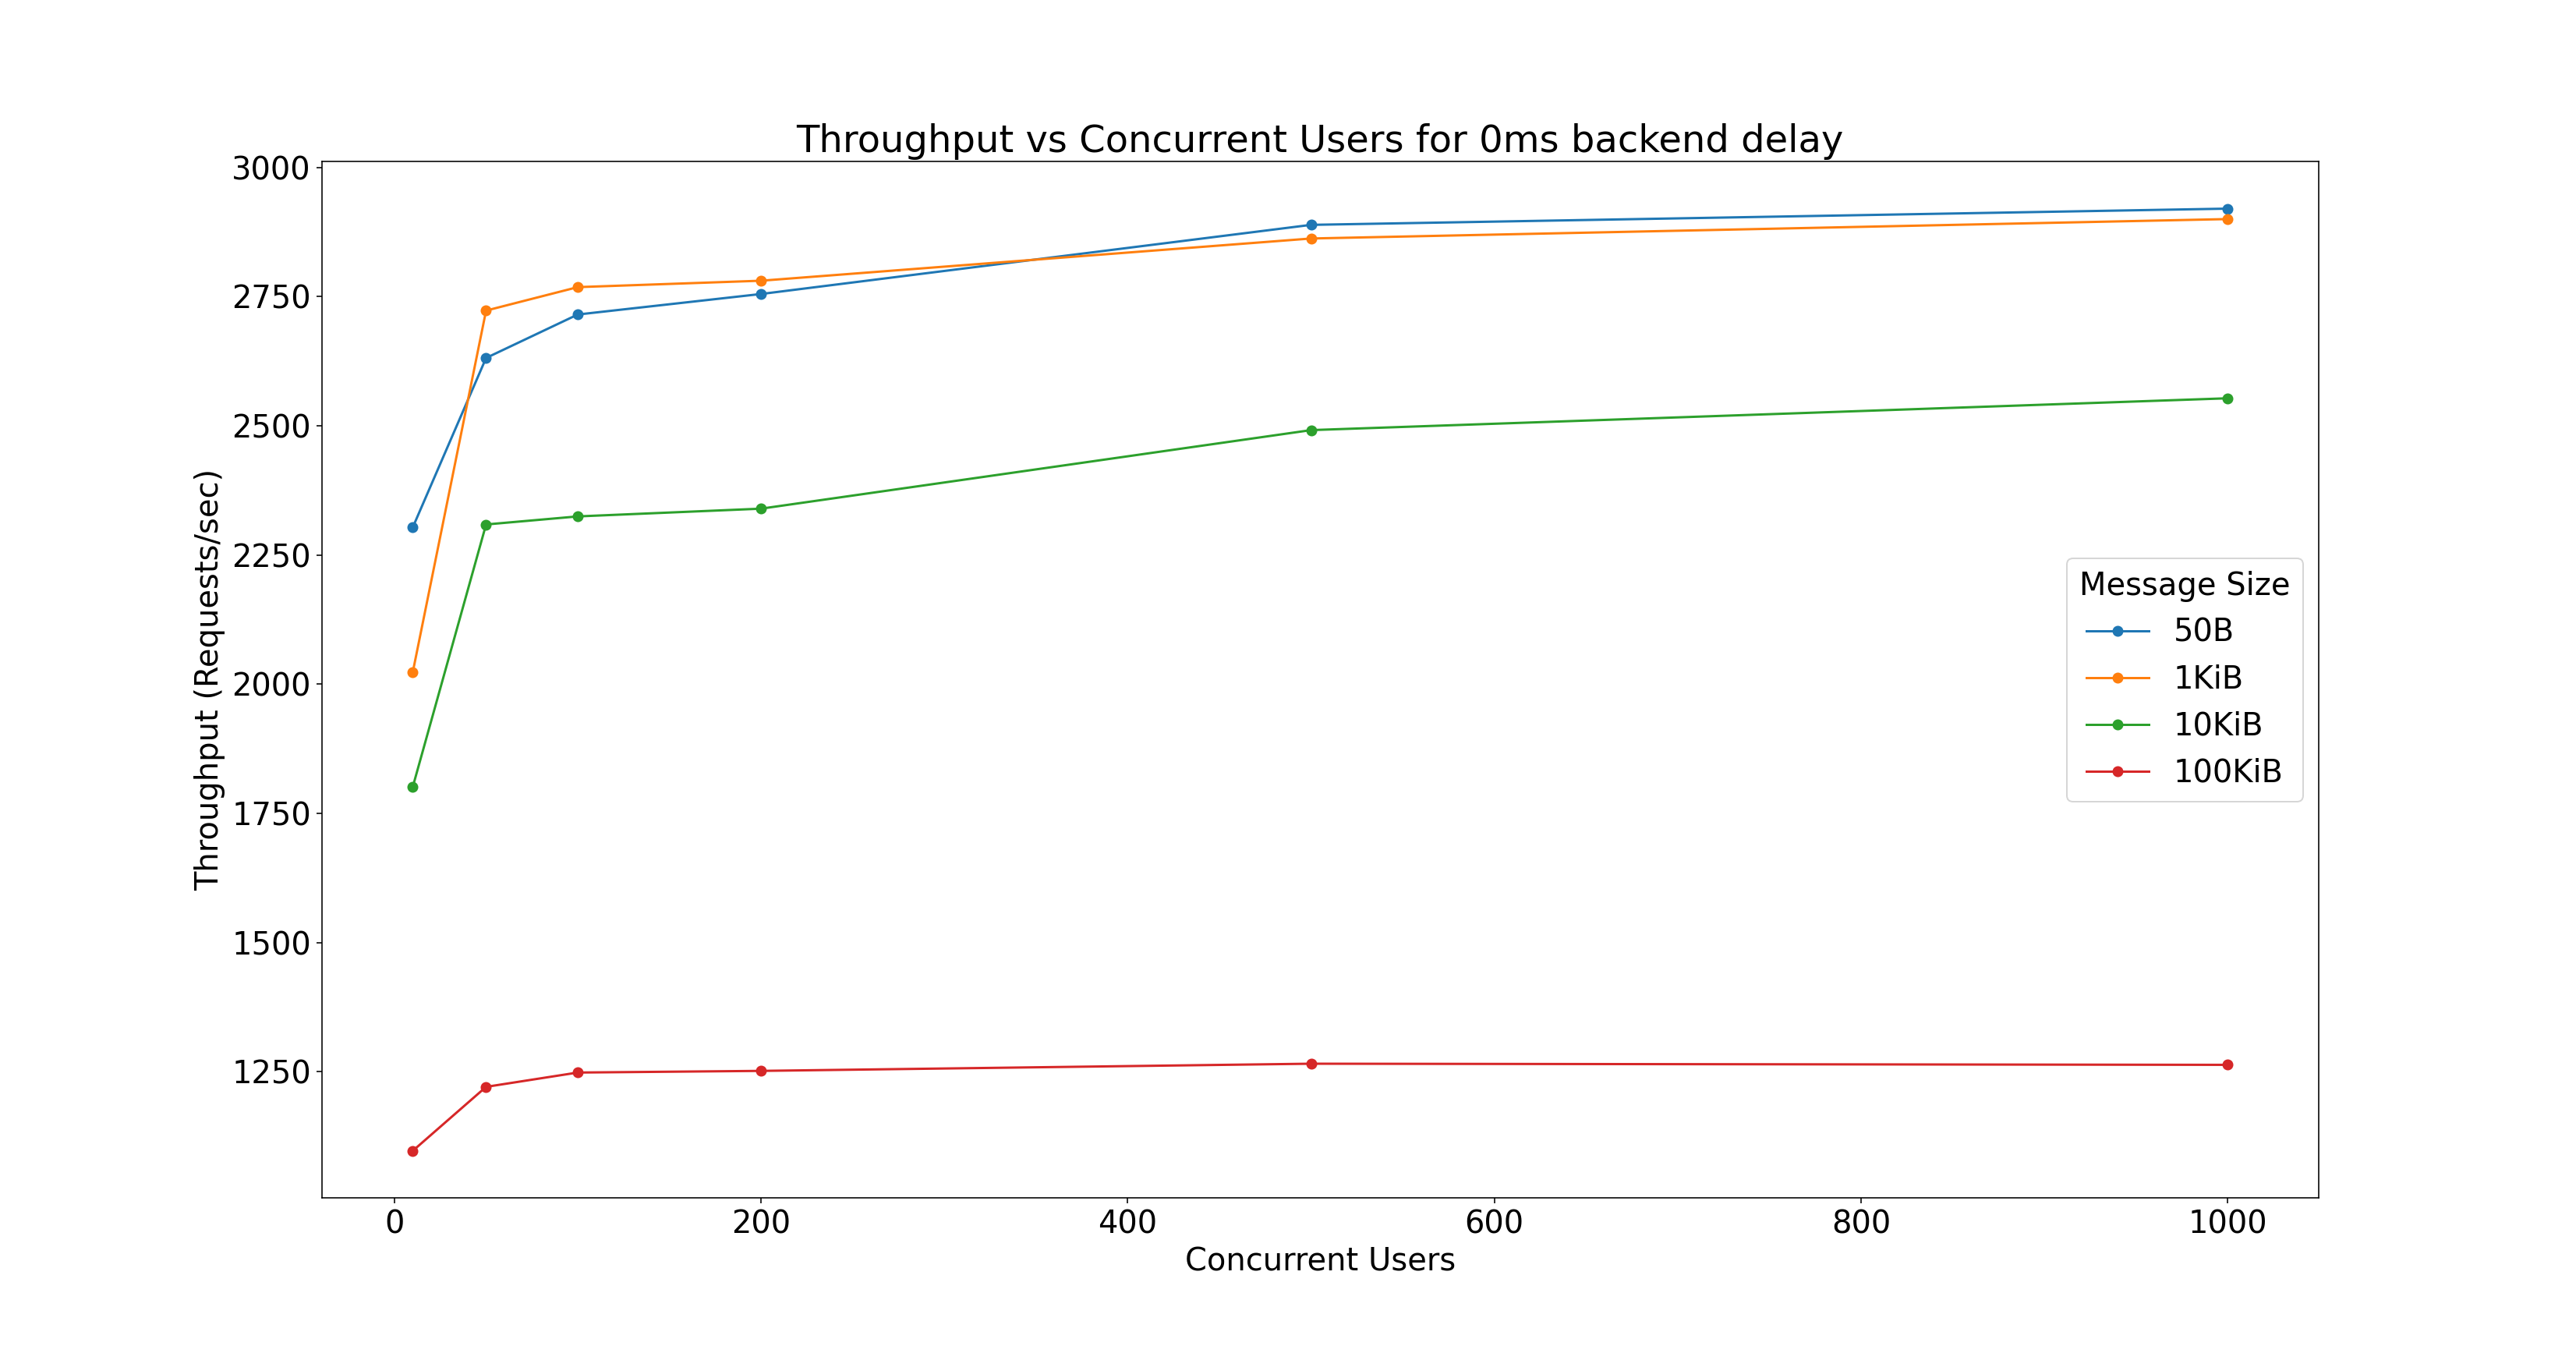 Throughput vs Concurrent Users for 0ms backend delay
3000
2750
2500
2250
2000
1750
1500
1250
Throughput (Requests/sec)
Message Size
50B
1KiB
10KiB
100KiB
0 200 400 600 800 1000
Concurrent Users